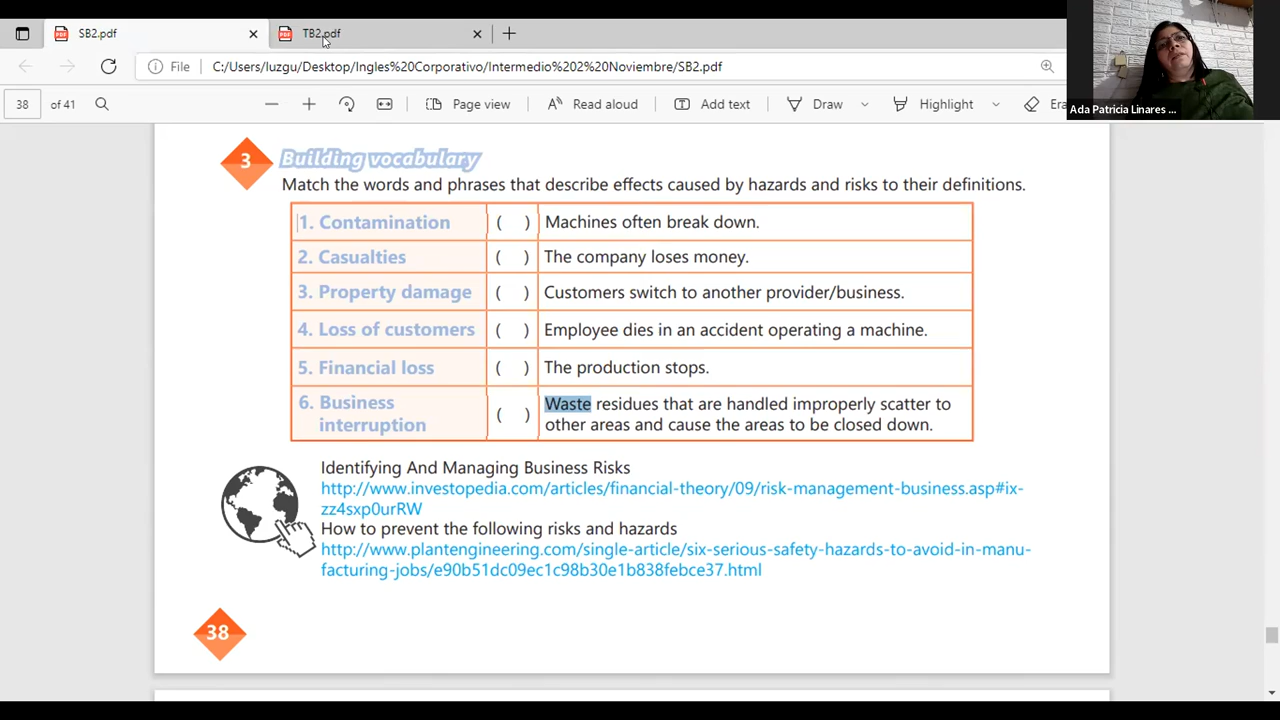 SB2.pdf
TB2.pdf
File
C:/Users/luzgu/Desktop/Ingles%20Corporativo/Intermedio%202%20Noviembre/SB2.pdf
38 of 41
Page view
Read aloud
Add text
Draw
Highlight
Era
Ada Patricia Linares ...
3 Building vocabulary
Match the words and phrases that describe effects caused by hazards and risks to their definitions.
1. Contamination ( ) Machines often break down.
2. Casualties ( ) The company loses money.
3. Property damage ( ) Customers switch to another provider/business.
4. Loss of customers ( ) Employee dies in an accident operating a machine.
5. Financial loss ( ) The production stops.
6. Business
interruption
( ) Waste residues that are handled improperly scatter to
other areas and cause the areas to be closed down.
Identifying And Managing Business Risks
http://www.investopedia.com/articles/financial-theory/09/risk-management-business.asp#ix-
zz4sxp0urRW
How to prevent the following risks and hazards
http://www.plantengineering.com/single-article/six-serious-safety-hazards-to-avoid-in-manu-
facturing-jobs/e90b51dc09ec1c98b30e1b838febce37.html
38